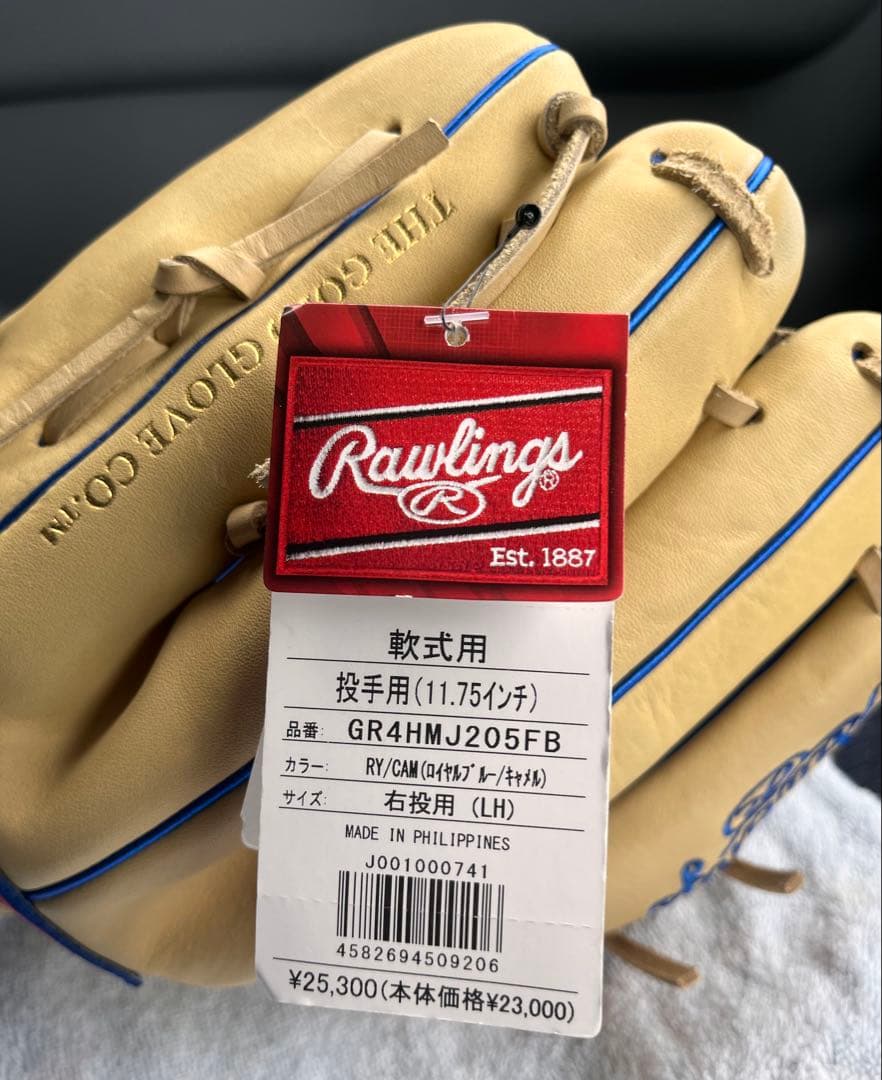 THE GOLD GLOVE CO.™
Rawlings®
R
Est. 1887
軟式用
投手用(11.75インチ)
品番: GR4HMJ205FB
カラー: RY/CAM(ロイヤルブルー/キャメル)
サイズ: 右投用 (LH)
MADE IN PHILIPPINES
J001000741
4582694509206
¥25,300(本体価格¥23,000)